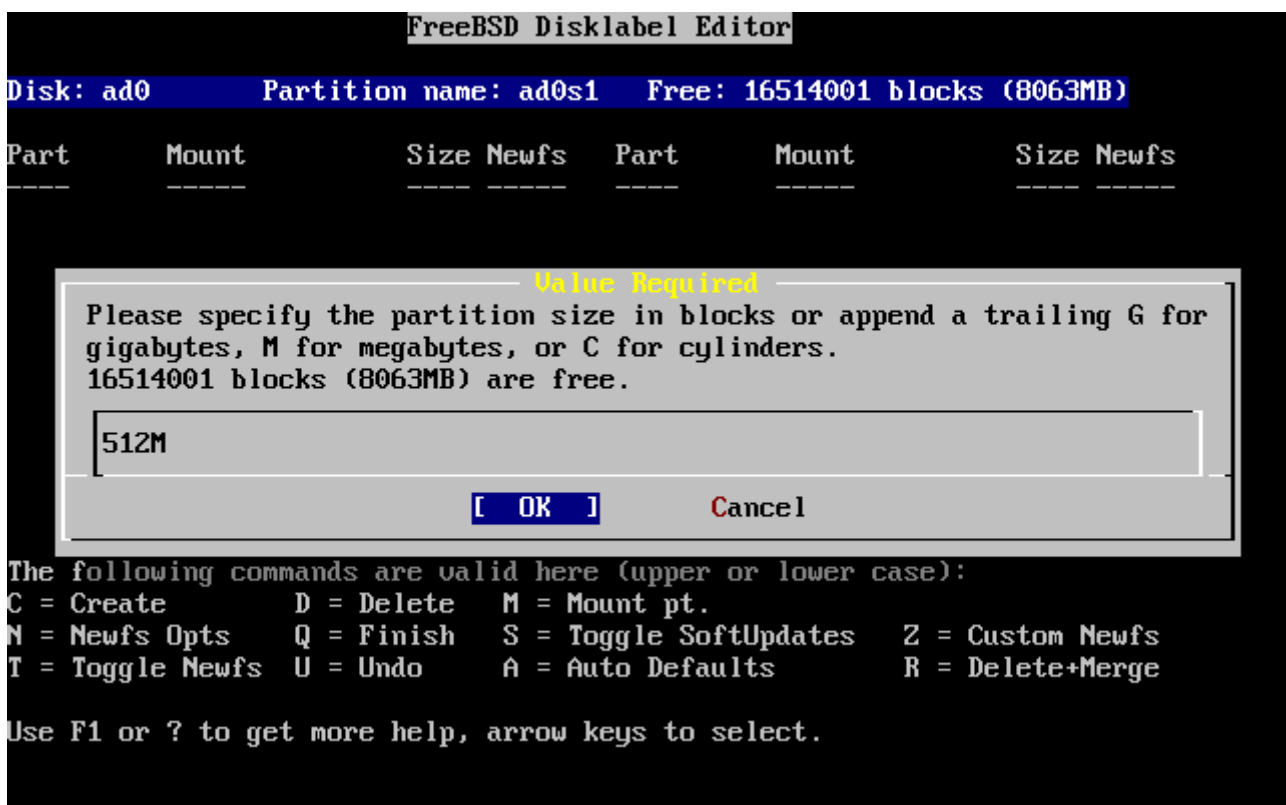 FreeBSD Disklabel Editor
Disk: ad0       Partition name: ad0s1   Free: 16514001 blocks (8063MB)
Part      Mount          Size Newfs   Part      Mount          Size Newfs
----      -----          ---- -----   ----      -----          ---- -----
Value Required
Please specify the partition size in blocks or append a trailing G for
gigabytes, M for megabytes, or C for cylinders.
16514001 blocks (8063MB) are free.
512M
[  OK  ]       Cancel
The following commands are valid here (upper or lower case):
C = Create        D = Delete   M = Mount pt.
N = Newfs Opts    Q = Finish   S = Toggle SoftUpdates   Z = Custom Newfs
T = Toggle Newfs  U = Undo     A = Auto Defaults        R = Delete+Merge
Use F1 or ? to get more help, arrow keys to select.